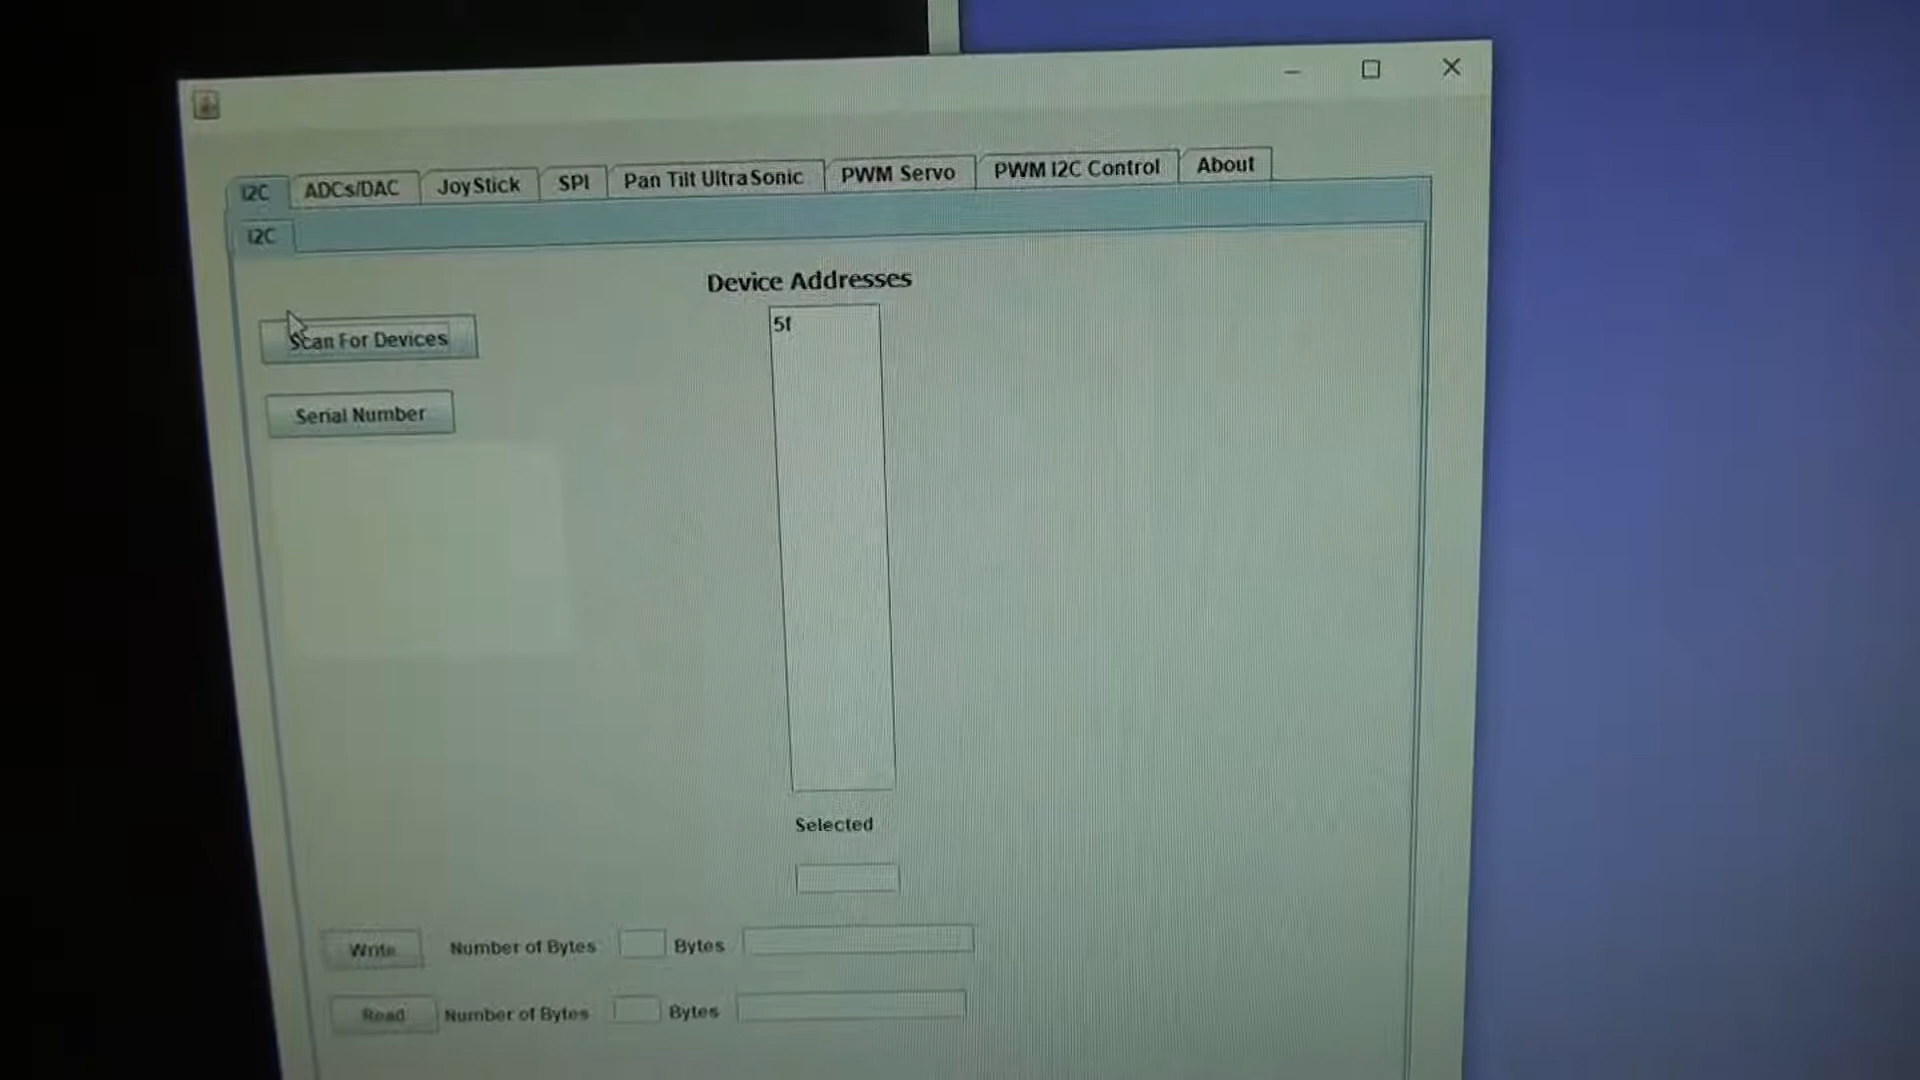 I2C ADCs/DAC JoyStick SPI Pan Tilt UltraSonic PWM Servo PWM I2C Control About
I2C
Device Addresses
Scan For Devices
5f
Serial Number
Selected
Write Number of Bytes Bytes
Read Number of Bytes Bytes